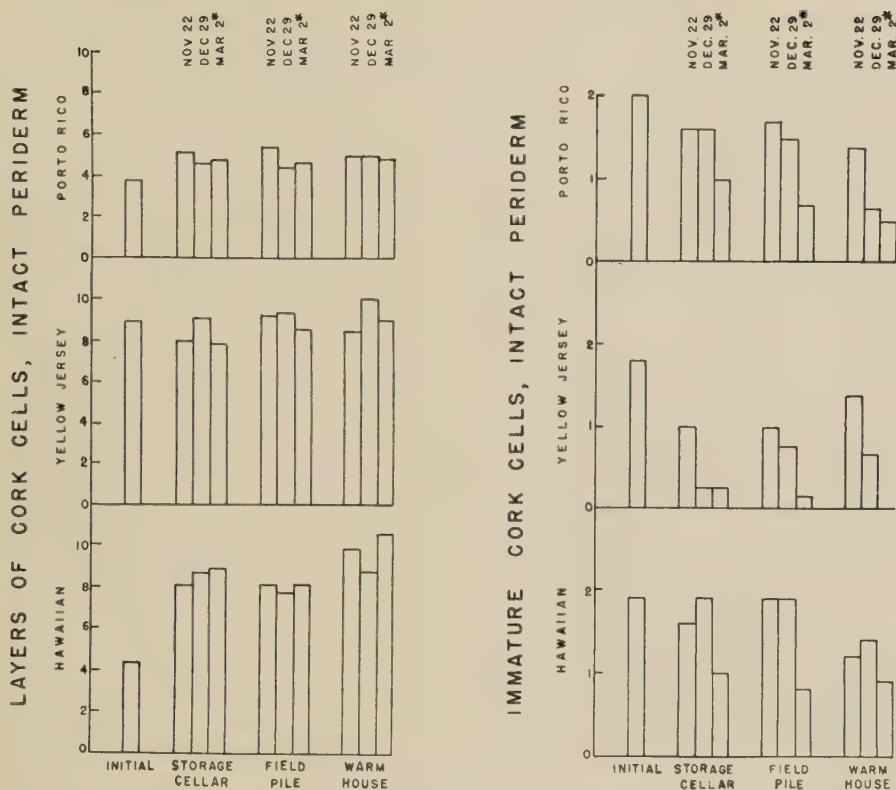 LAYERS OF CORK CELLS, INTACT PERIDERM
NOV 22
DEC 29
MAR 2*
NOV 22
DEC 29
MAR 2*
NOV 22
DEC 29
MAR 2*
PORTO RICO
10
8
6
4
2
0
YELLOW JERSEY
10
8
6
4
2
0
HAWAIIAN
10
8
6
4
2
0
INITIAL
STORAGE
CELLAR
FIELD
PILE
WARM
HOUSE
IMMATURE CORK CELLS, INTACT PERIDERM
NOV. 22
DEC. 29
MAR. 2*
NOV. 22
DEC. 29
MAR. 2*
NOV. 22
DEC. 29
MAR 2*
PORTO RICO
2
1
0
YELLOW JERSEY
2
1
0
HAWAIIAN
2
1
0
INITIAL
STORAGE
CELLAR
FIELD
PILE
WARM
HOUSE